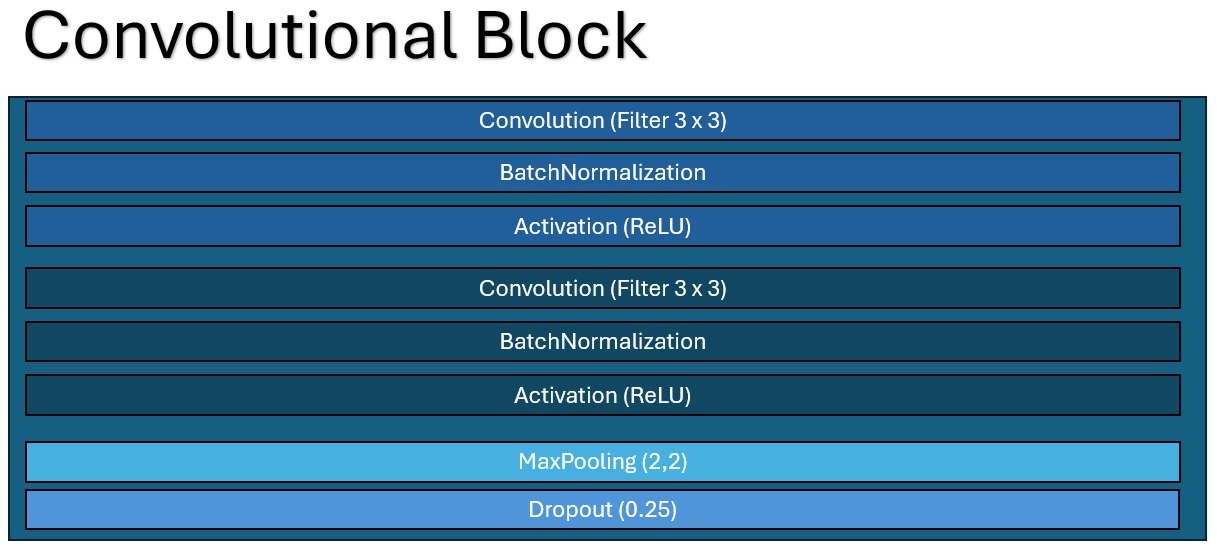 Convolutional Block
Convolution (Filter 3 x 3)
BatchNormalization
Activation (ReLU)
Convolution (Filter 3 x 3)
BatchNormalization
Activation (ReLU)
MaxPooling (2,2)
Dropout (0.25)